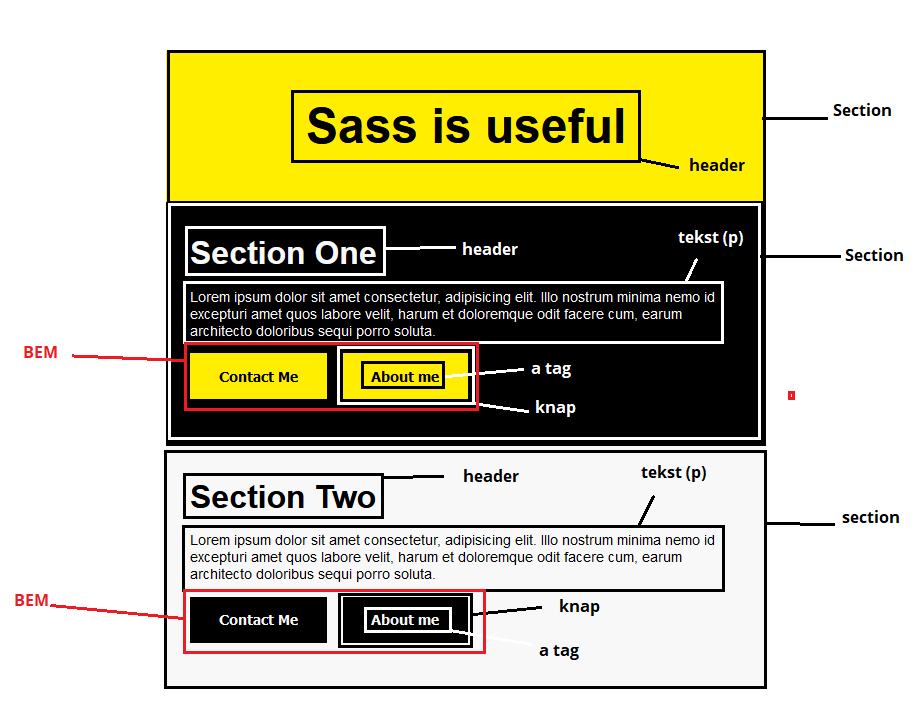 Sass is useful
Section
header
Section One
header
tekst (p)
Section
Lorem ipsum dolor sit amet consectetur, adipisicing elit. Illo nostrum minima nemo id
excepturi amet quos labore velit, harum et doloremque odit facere cum, earum
architecto doloribus sequi porro soluta.
BEM
Contact Me
About me
a tag
knap
Section Two
header
tekst (p)
section
Lorem ipsum dolor sit amet consectetur, adipisicing elit. Illo nostrum minima nemo id
excepturi amet quos labore velit, harum et doloremque odit facere cum, earum
architecto doloribus sequi porro soluta.
BEM
Contact Me
About me
knap
a tag